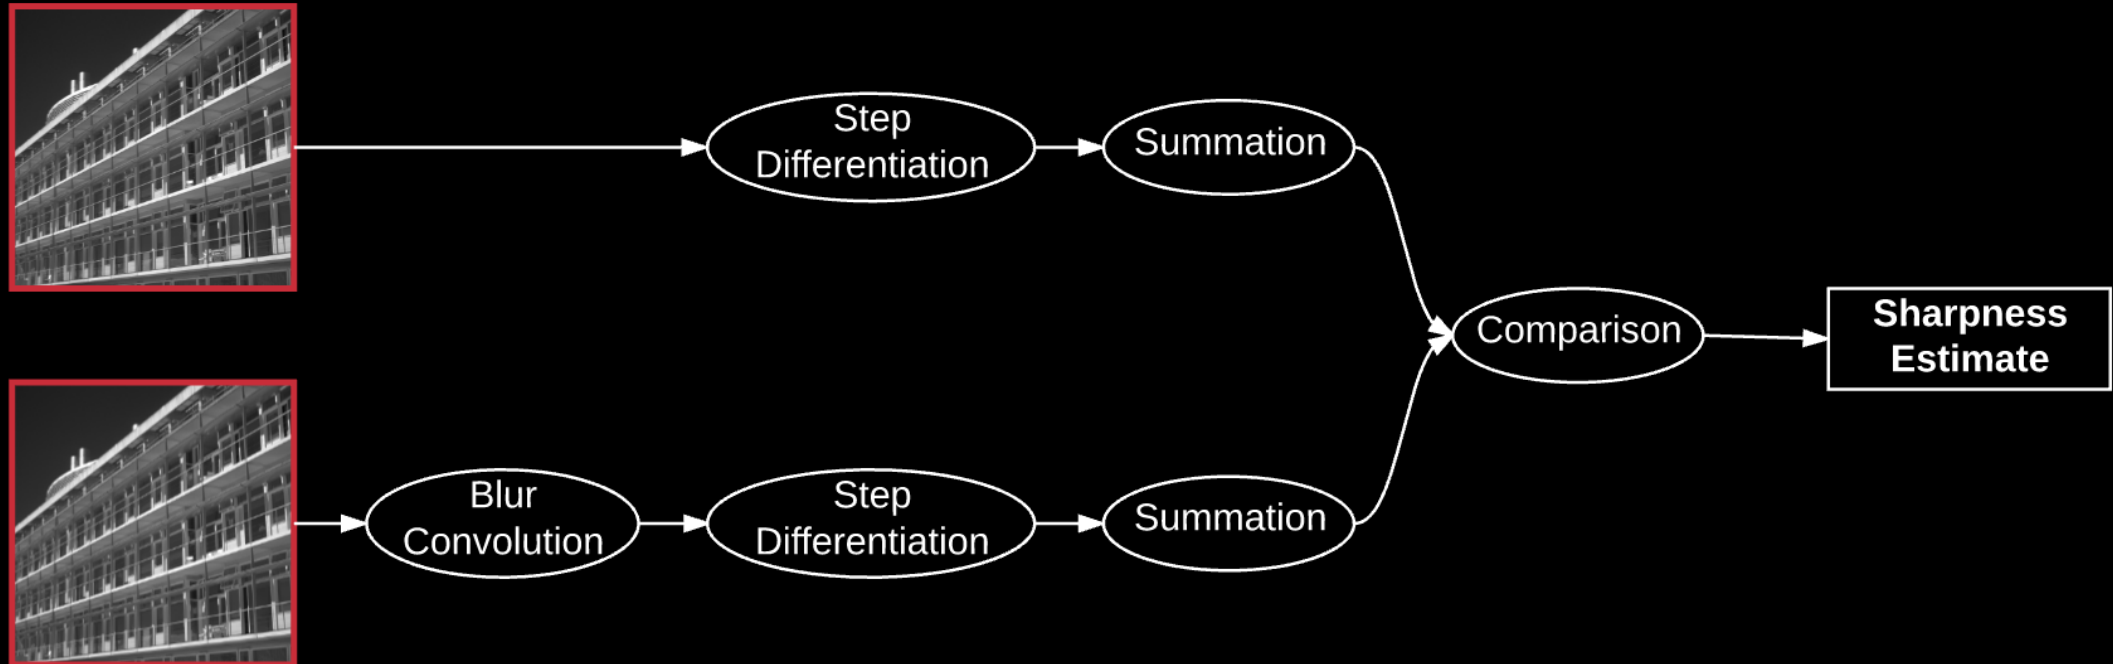 Step
Differentiation
Summation
Comparison
Sharpness
Estimate
Blur
Convolution
Step
Differentiation
Summation